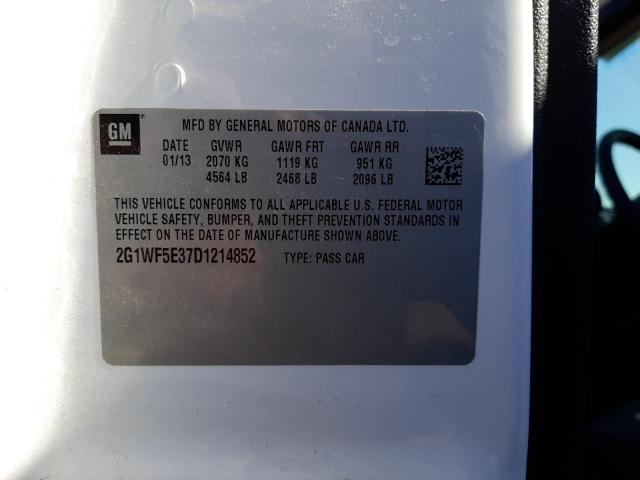 GM
MFD BY GENERAL MOTORS OF CANADA LTD.
DATE GVWR GAWR FRT GAWR RR
01/13 2070 KG 1119 KG 951 KG
4564 LB 2468 LB 2096 LB
THIS VEHICLE CONFORMS TO ALL APPLICABLE U.S. FEDERAL MOTOR
VEHICLE SAFETY, BUMPER, AND THEFT PREVENTION STANDARDS IN
EFFECT ON THE DATE OF MANUFACTURE SHOWN ABOVE.
2G1WF5E37D1214852 TYPE: PASS CAR